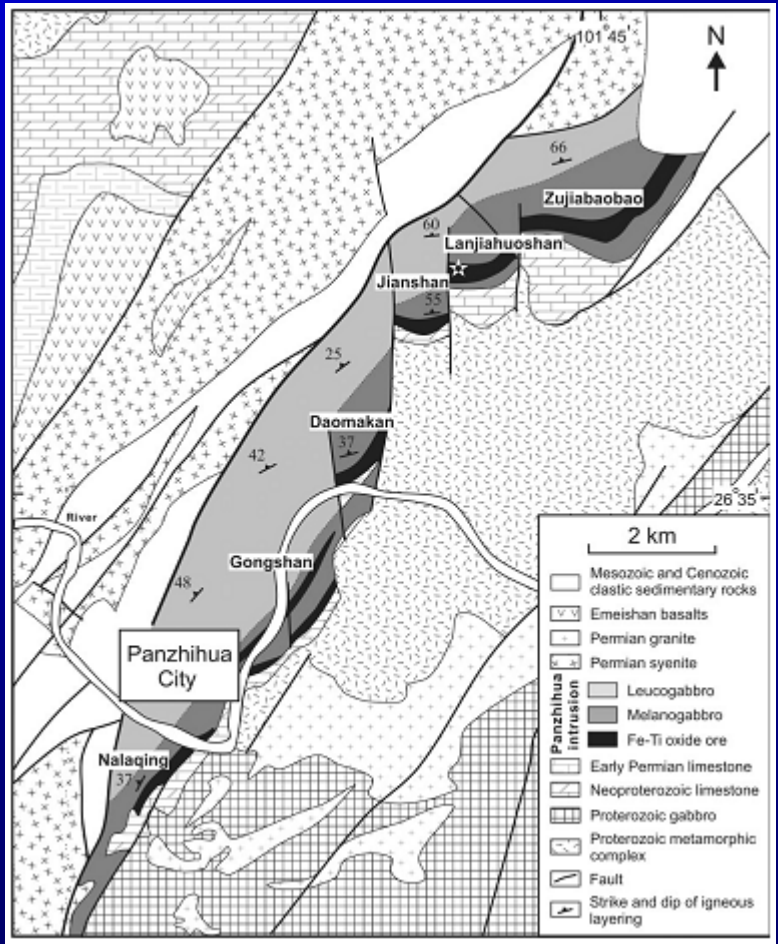 101°45'
N
66
Zujiabaobao
60
Lanjiahuoshan
Jianshan
55
25
Daomakan
37
42
26°35'
River
2 km
Gongshan
48
Mesozoic and Cenozoic
clastic sedimentary rocks
Emeishan basalts
Permian granite
Permian syenite
Panzhihua
City
Panzhihua
intrusion
Leucogabbro
Melanogabbro
Fe-Ti oxide ore
Nalaqing
37
Early Permian limestone
Neoproterozoic limestone
Proterozoic gabbro
Proterozoic metamorphic
complex
Fault
Strike and dip of igneous
layering